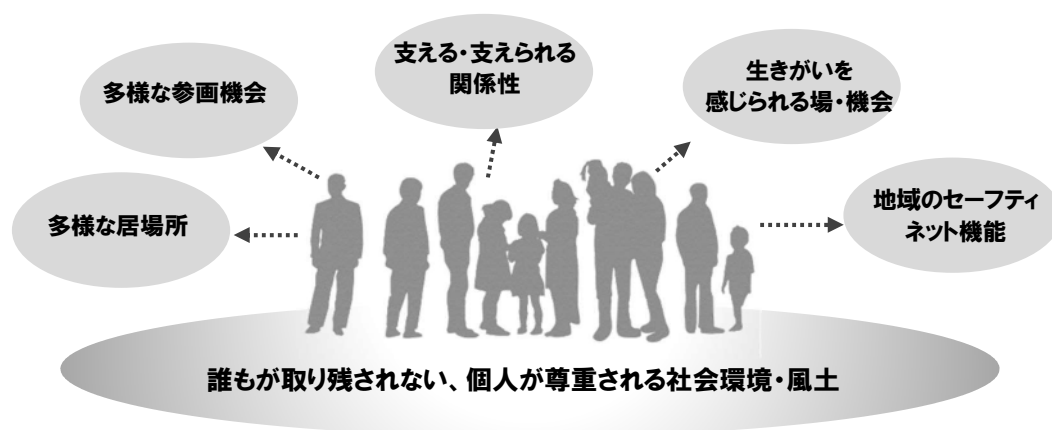 支える・支えられる
関係性
生きがいを
感じられる場・機会
多様な参画機会
多様な居場所
地域のセーフティ
ネット機能
誰もが取り残されない、個人が尊重される社会環境・風土